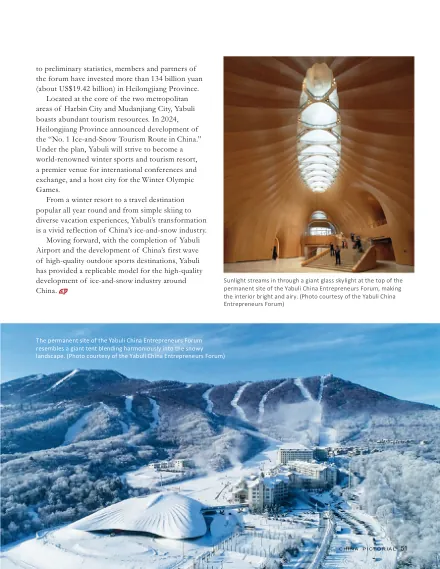 to preliminary statistics, members and partners of
the forum have invested more than 134 billion yuan
(about US$19.42 billion) in Heilongjiang Province.
Located at the core of the two metropolitan
areas of Harbin City and Mudanjiang City, Yabuli
boasts abundant tourism resources. In 2024,
Heilongjiang Province announced development of
the “No. 1 Ice-and-Snow Tourism Route in China.”
Under the plan, Yabuli will strive to become a
world-renowned winter sports and tourism resort,
a premier venue for international conferences and
exchange, and a host city for the Winter Olympic
Games.
From a winter resort to a travel destination
popular all year round and from simple skiing to
diverse vacation experiences, Yabuli’s transformation
is a vivid reflection of China’s ice-and-snow industry.
Moving forward, with the completion of Yabuli
Airport and the development of China’s first wave
of high-quality outdoor sports destinations, Yabuli
has provided a replicable model for the high-quality
development of ice-and-snow industry around
China.
Sunlight streams in through a giant glass skylight at the top of the
permanent site of the Yabuli China Entrepreneurs Forum, making
the interior bright and airy. (Photo courtesy of the Yabuli China
Entrepreneurs Forum)
The permanent site of the Yabuli China Entrepreneurs Forum
resembles a giant tent blending harmoniously into the snowy
landscape. (Photo courtesy of the Yabuli China Entrepreneurs Forum)
CHINA PICTORIAL